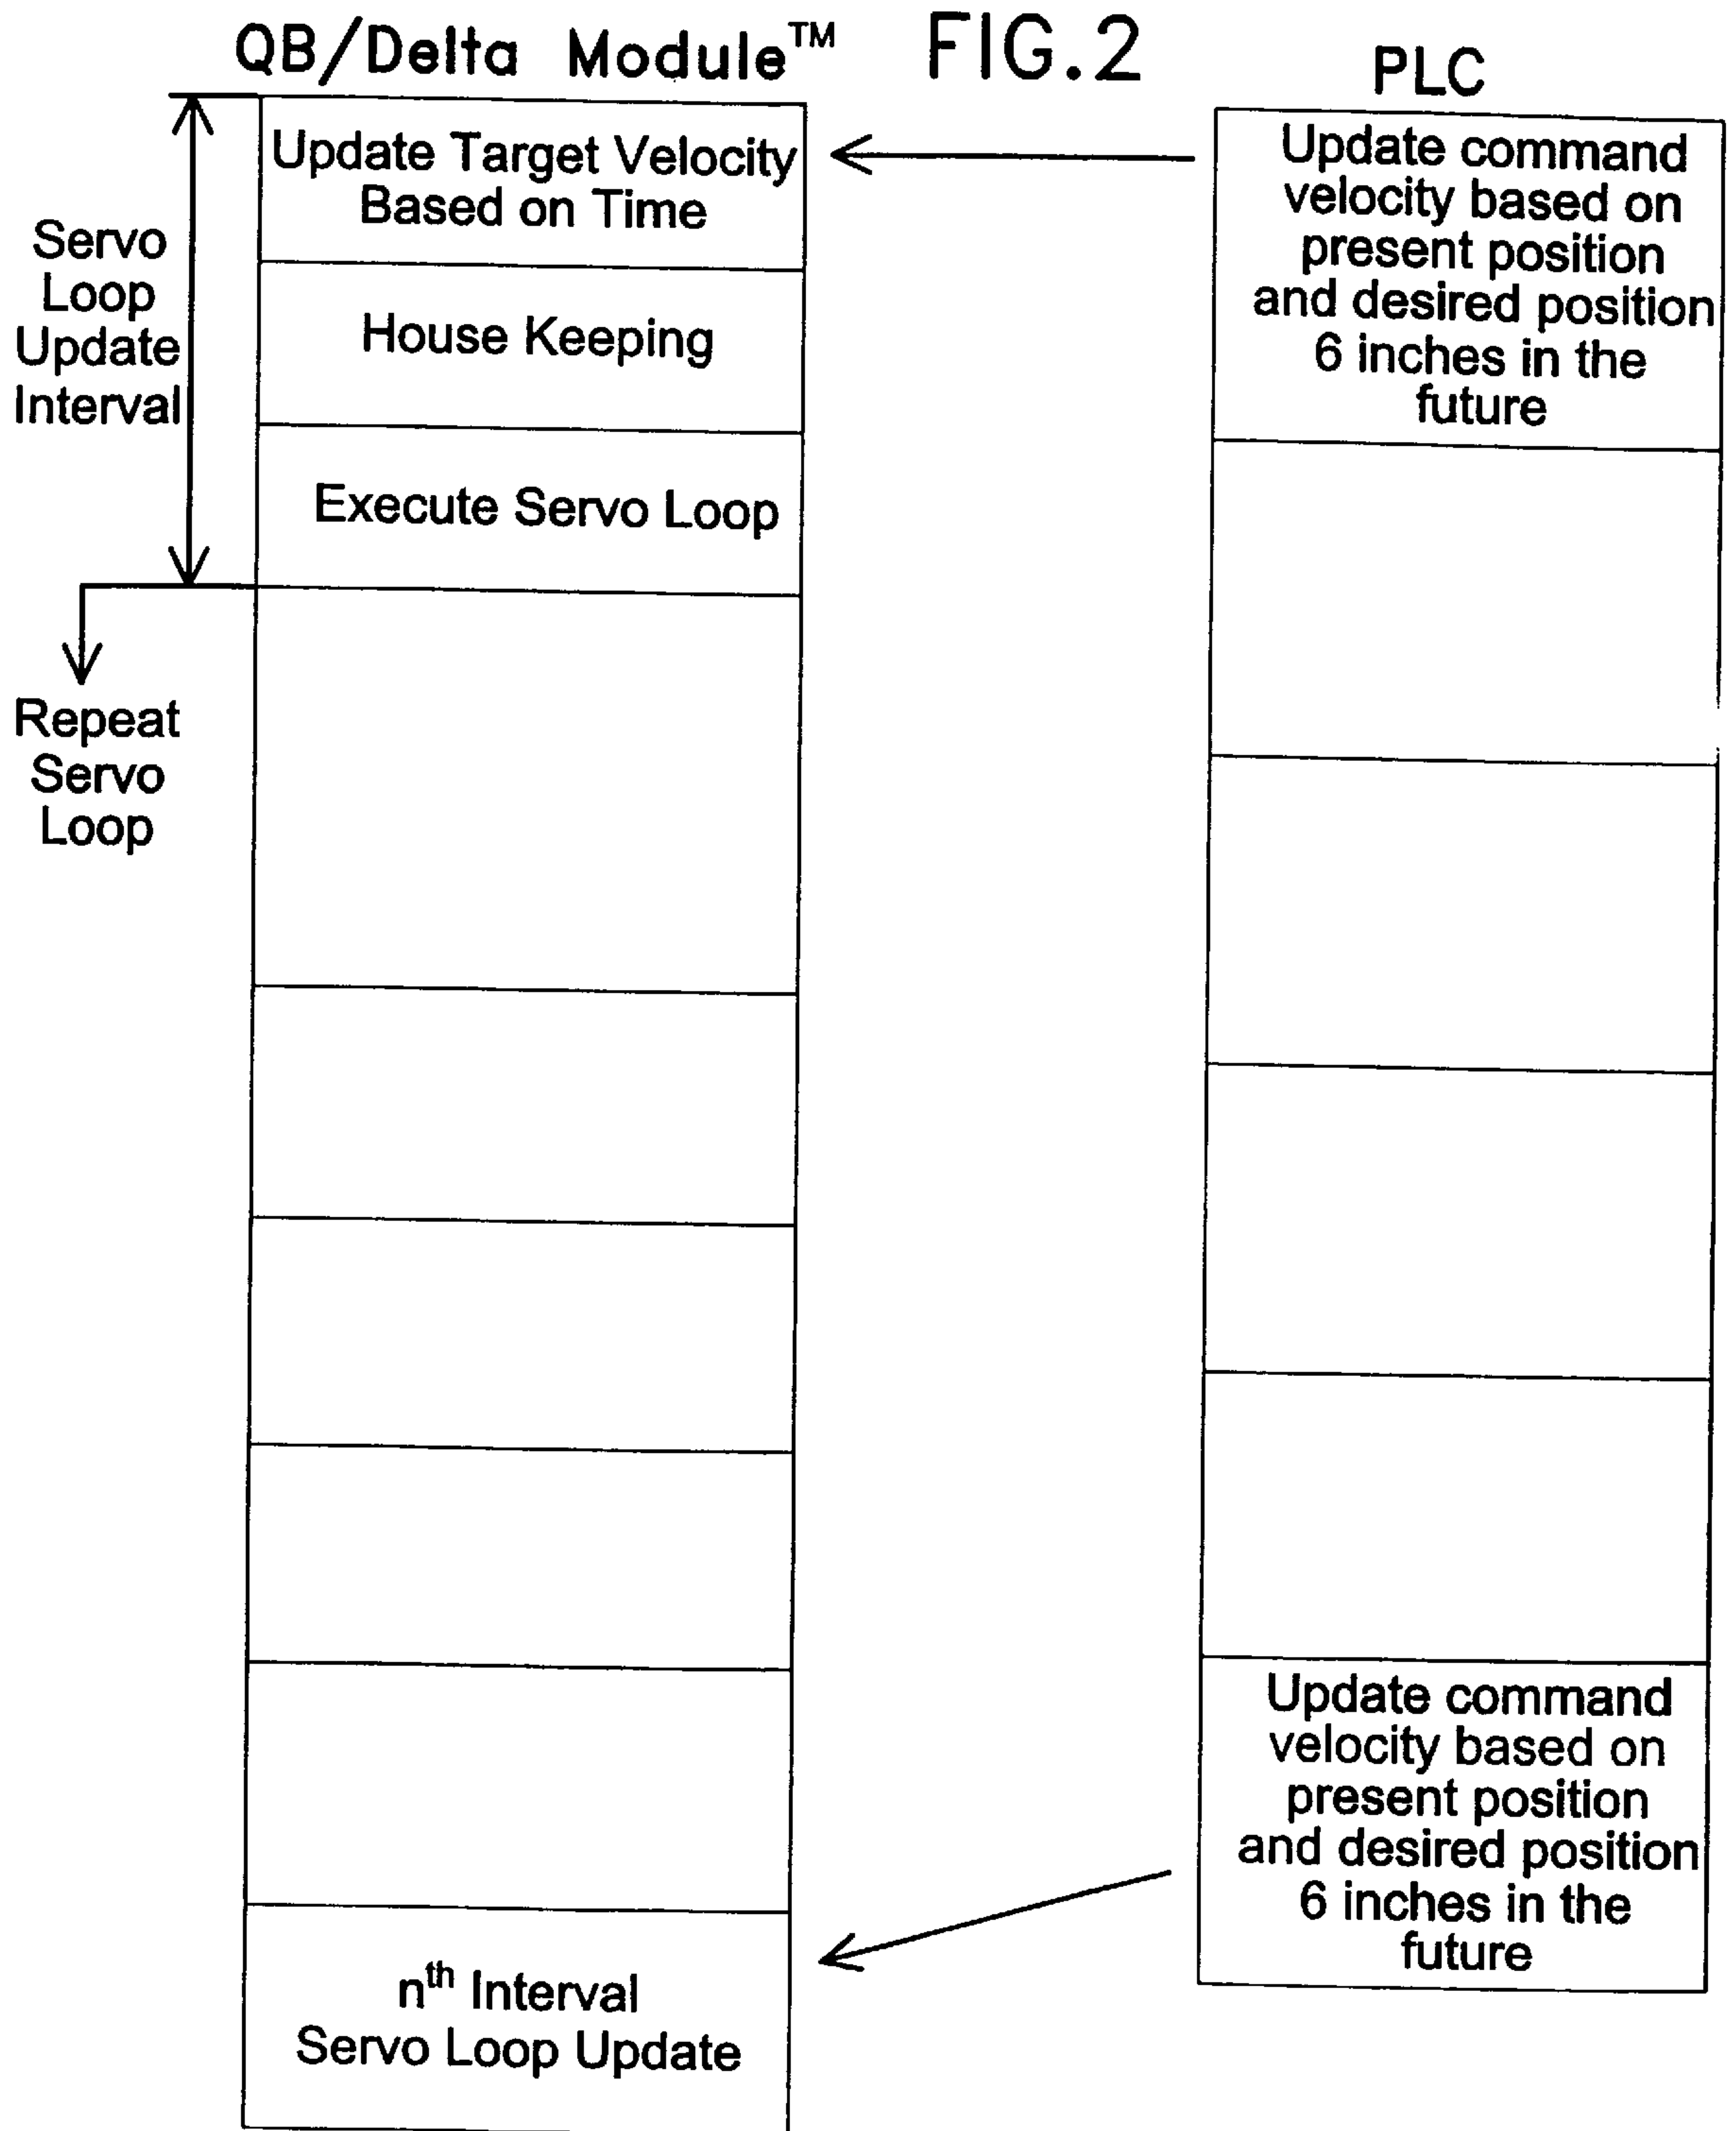 QB/Delta Module™ FIG.2
PLC
Update Target Velocity
Based on Time
House Keeping
Execute Servo Loop
Servo
Loop
Update
Interval
Repeat
Servo
Loop
nth Interval
Servo Loop Update
Update command
velocity based on
present position
and desired position
6 inches in the
future
Update command
velocity based on
present position
and desired position
6 inches in the
future